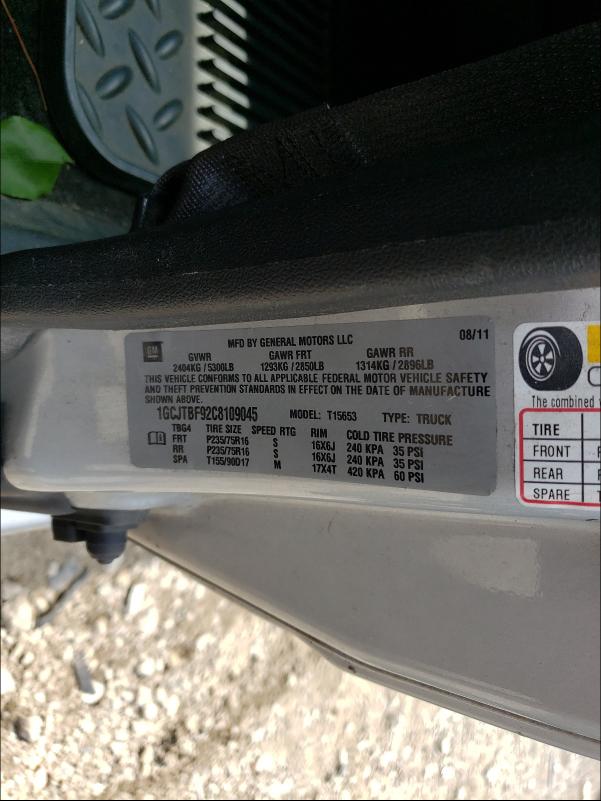 GM
MFD BY GENERAL MOTORS LLC 08/11
GVWR GAWR FRT GAWR RR
2404KG / 5300LB 1293KG / 2850LB 1314KG / 2896LB
THIS VEHICLE CONFORMS TO ALL APPLICABLE FEDERAL MOTOR VEHICLE SAFETY
AND THEFT PREVENTION STANDARDS IN EFFECT ON THE DATE OF MANUFACTURE
SHOWN ABOVE.
1GCJTBF92C8109045 MODEL: T15653 TYPE: TRUCK
TBG4 TIRE SIZE SPEED RTG RIM COLD TIRE PRESSURE
FRT P235/75R16 S 16X6J 240 KPA 35 PSI
RR P235/75R16 S 16X6J 240 KPA 35 PSI
SPA T155/90D17 M 17X4T 420 KPA 60 PSI
The combined
TIRE
FRONT
REAR
SPARE